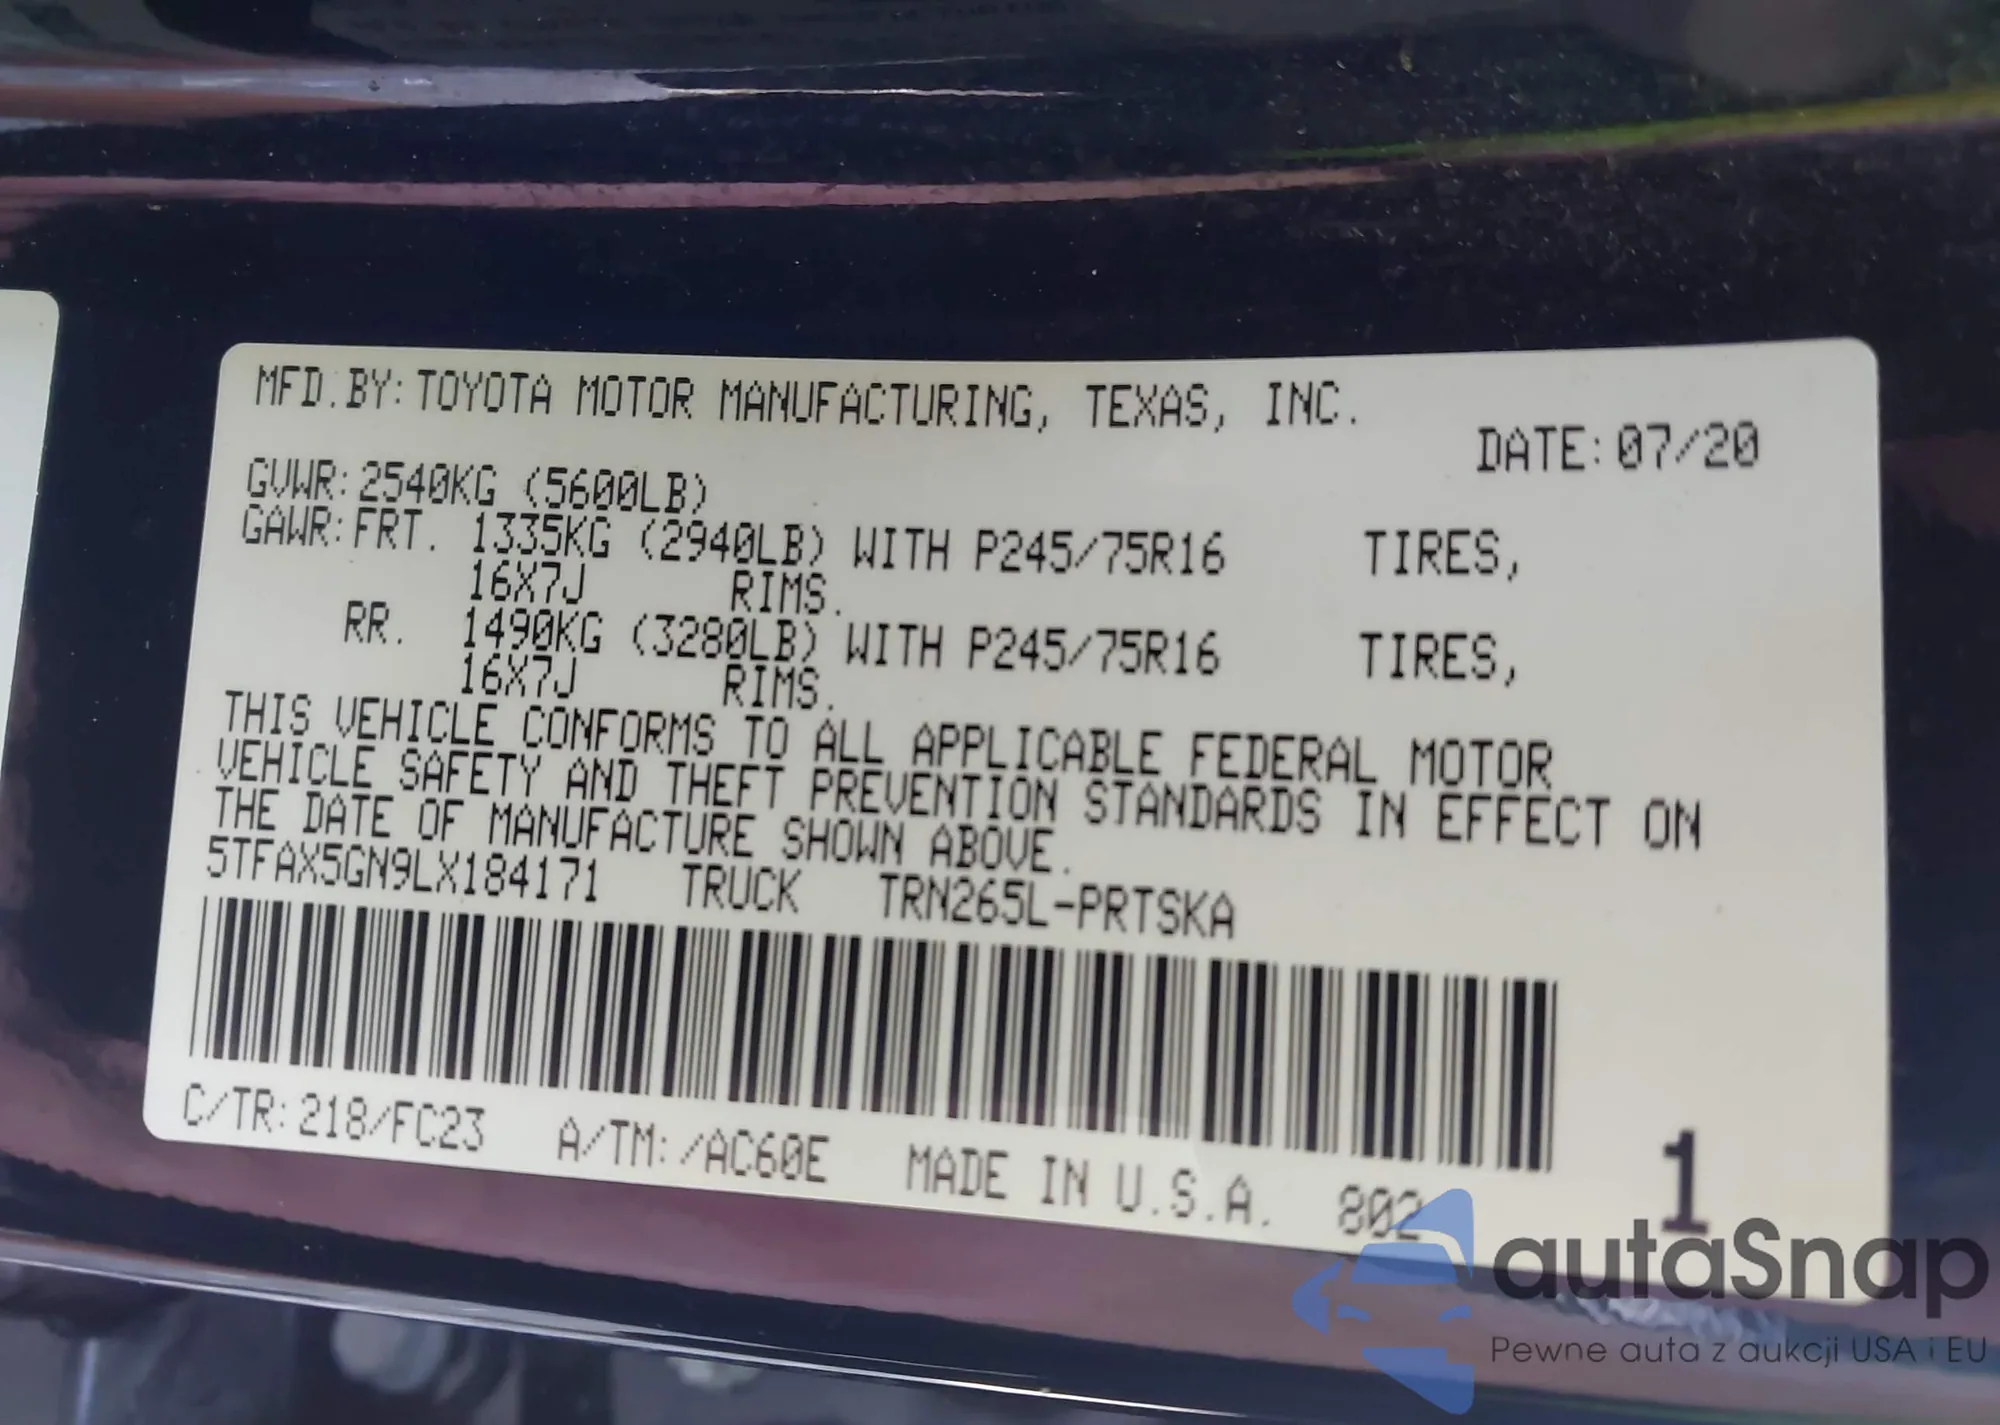 MFD.BY: TOYOTA MOTOR MANUFACTURING, TEXAS, INC.
DATE: 07/20
GVWR: 2540KG (5600LB)
GAWR: FRT. 1335KG (2940LB) WITH P245/75R16 TIRES,
16X7J RIMS.
RR. 1490KG (3280LB) WITH P245/75R16 TIRES,
16X7J RIMS.
THIS VEHICLE CONFORMS TO ALL APPLICABLE FEDERAL MOTOR
VEHICLE SAFETY AND THEFT PREVENTION STANDARDS IN EFFECT ON
THE DATE OF MANUFACTURE SHOWN ABOVE.
5TFAX5GN9LX184171 TRUCK TRN265L-PRTSKA
C/TR: 218/FC23 A/TM: /AC60E MADE IN U.S.A. 802 1
autaSnap
Pewne auta z aukcji USA i EU